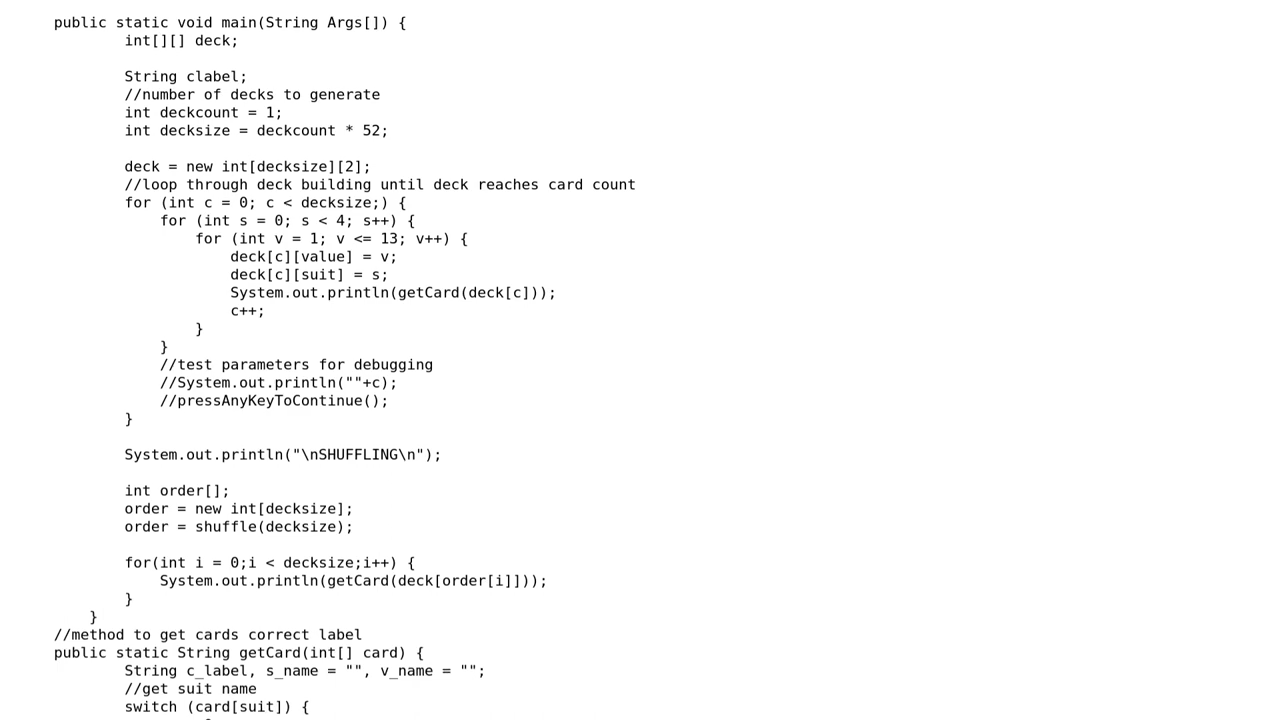 public static void main(String Args[]) {
int[][] deck;
String clabel;
//number of decks to generate
int deckcount = 1;
int decksize = deckcount * 52;
deck = new int[decksize][2];
//loop through deck building until deck reaches card count
for (int c = 0; c < decksize;) {
for (int s = 0; s < 4; s++) {
for (int v = 1; v <= 13; v++) {
deck[c][value] = v;
deck[c][suit] = s;
System.out.println(getCard(deck[c]));
c++;
}
}
//test parameters for debugging
//System.out.println(""+c);
//pressAnyKeyToContinue();
}
System.out.println("\nSHUFFLING\n");
int order[];
order = new int[decksize];
order = shuffle(decksize);
for(int i = 0;i < decksize;i++) {
System.out.println(getCard(deck[order[i]]));
}
}
//method to get cards correct label
public static String getCard(int[] card) {
String c_label, s_name = "", v_name = "";
//get suit name
switch (card[suit]) {